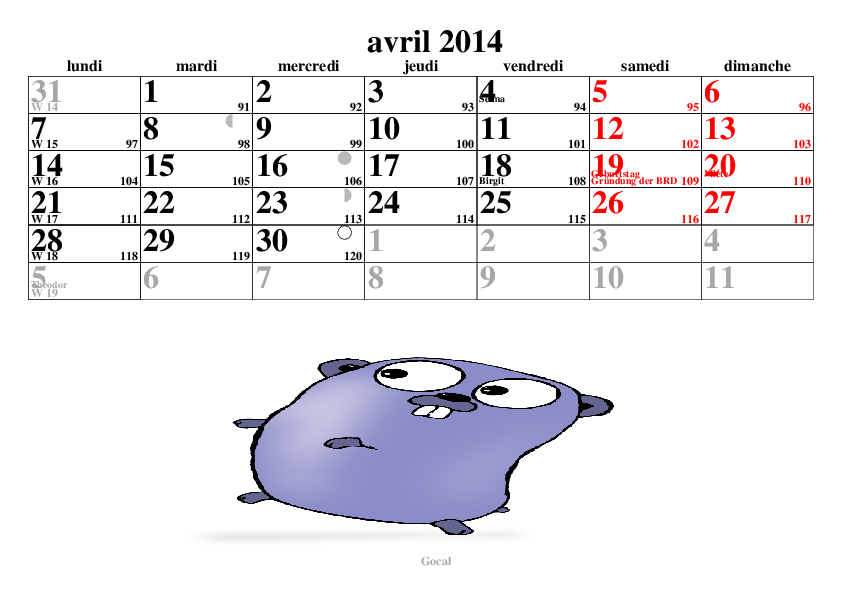 avril 2014
lundi mardi mercredi jeudi vendredi samedi dimanche
31 1 2 3 4 5 6
W 14 91 92 93 94 95 96
7 8 9 10 11 12 13
W 15 97 98 99 100 101 102 103
14 15 16 17 18 19 20
Geburtstag
W 16 104 105 106 107 Birgit 108 Gründung der BRD 109 110
21 22 23 24 25 26 27
W 17 111 112 113 114 115 116 117
28 29 30 1 2 3 4
W 18 118 119 120
5 6 7 8 9 10 11
Theodor
W 19
Gocal